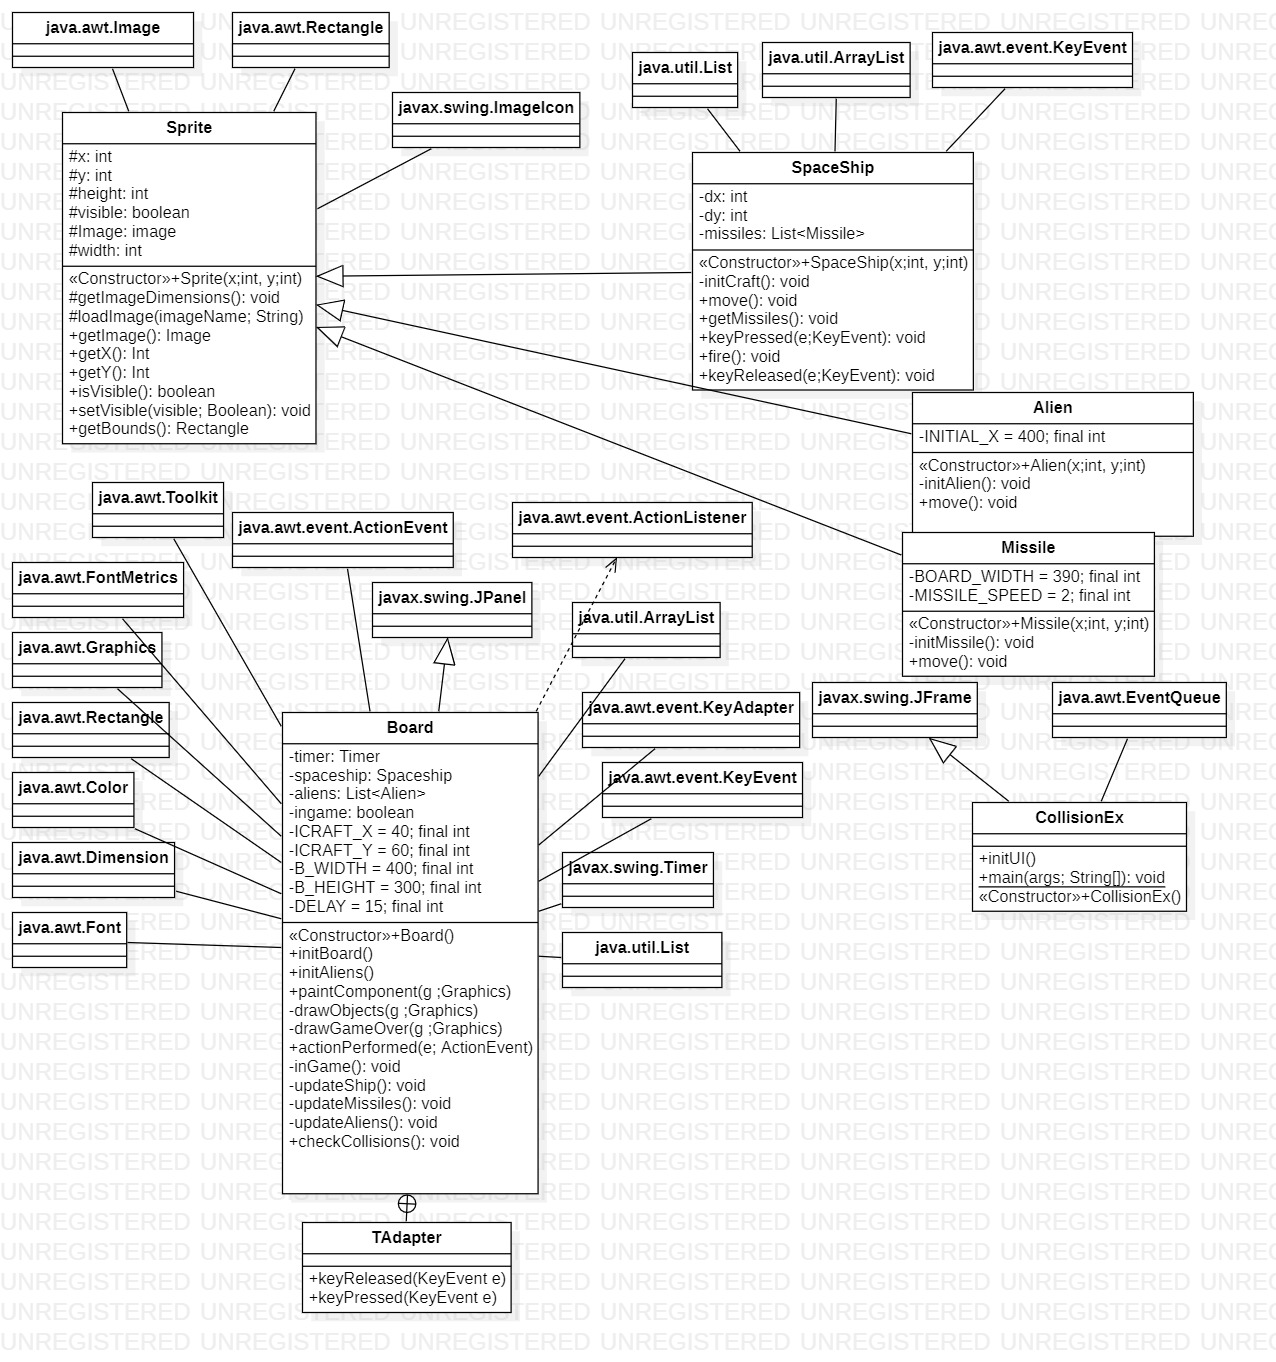 java.awt.Image
java.awt.Rectangle
javax.swing.ImageIcon
Sprite
#x: int
#y: int
#height: int
#visible: boolean
#Image: image
#width: int
«Constructor»+Sprite(x;int, y;int)
#getImageDimensions(): void
#loadImage(imageName; String)
+getImage(): Image
+getX(): Int
+getY(): Int
+isVisible(): boolean
+setVisible(visible; Boolean): void
+getBounds(): Rectangle
java.util.List
java.util.ArrayList
java.awt.event.KeyEvent
SpaceShip
-dx: int
-dy: int
-missiles: List<Missile>
«Constructor»+SpaceShip(x;int, y;int)
-initCraft(): void
+move(): void
+getMissiles(): void
+keyPressed(e;KeyEvent): void
+fire(): void
+keyReleased(e;KeyEvent): void
Alien
-INITIAL_X = 400; final int
«Constructor»+Alien(x;int, y;int)
-initAlien(): void
+move(): void
Missile
-BOARD_WIDTH = 390; final int
-MISSILE_SPEED = 2; final int
«Constructor»+Missile(x;int, y;int)
-initMissile(): void
+move(): void
java.awt.Toolkit
java.awt.event.ActionEvent
java.awt.event.ActionListener
java.awt.FontMetrics
javax.swing.JPanel
java.util.ArrayList
java.awt.Graphics
java.awt.Rectangle
java.awt.Color
java.awt.Dimension
java.awt.Font
java.awt.event.KeyAdapter
java.awt.event.KeyEvent
javax.swing.Timer
java.util.List
Board
-timer: Timer
-spaceship: Spaceship
-aliens: List<Alien>
-ingame: boolean
-ICRAFT_X = 40; final int
-ICRAFT_Y = 60; final int
-B_WIDTH = 400; final int
-B_HEIGHT = 300; final int
-DELAY = 15; final int
«Constructor»+Board()
+initBoard()
+initAliens()
+paintComponent(g ;Graphics)
-drawObjects(g ;Graphics)
-drawGameOver(g ;Graphics)
+actionPerformed(e; ActionEvent)
-inGame(): void
-updateShip(): void
-updateMissiles(): void
-updateAliens(): void
+checkCollisions(): void
TAdapter
+keyReleased(KeyEvent e)
+keyPressed(KeyEvent e)
javax.swing.JFrame
java.awt.EventQueue
CollisionEx
+initUI()
+main(args; String[]): void
«Constructor»+CollisionEx()